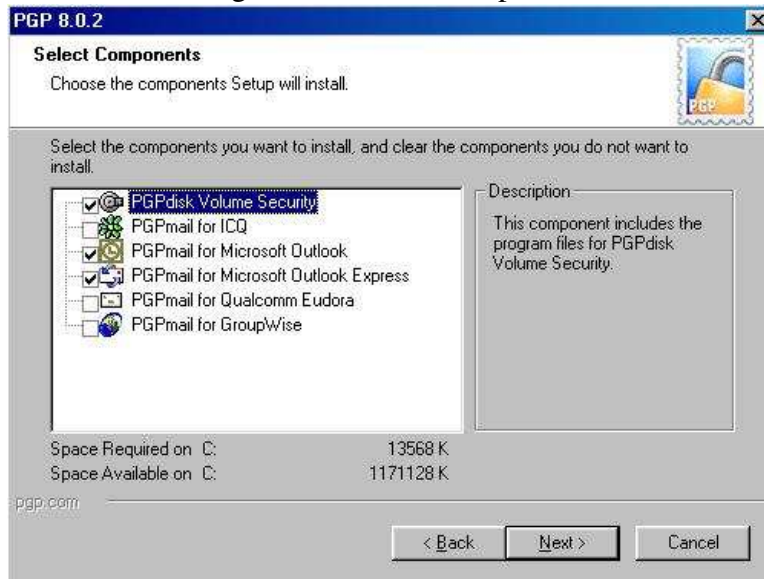 PGP 8.0.2
Select Components
Choose the components Setup will install.
PGP
Select the components you want to install, and clear the components you do not want to
install.
PGPdisk Volume Security
PGPmail for ICQ
PGPmail for Microsoft Outlook
PGPmail for Microsoft Outlook Express
PGPmail for Qualcomm Eudora
PGPmail for GroupWise
Description
This component includes the
program files for PGPdisk
Volume Security.
Space Required on C: 13568 K
Space Available on C: 1171128 K
pgp.com
< Back
Next >
Cancel